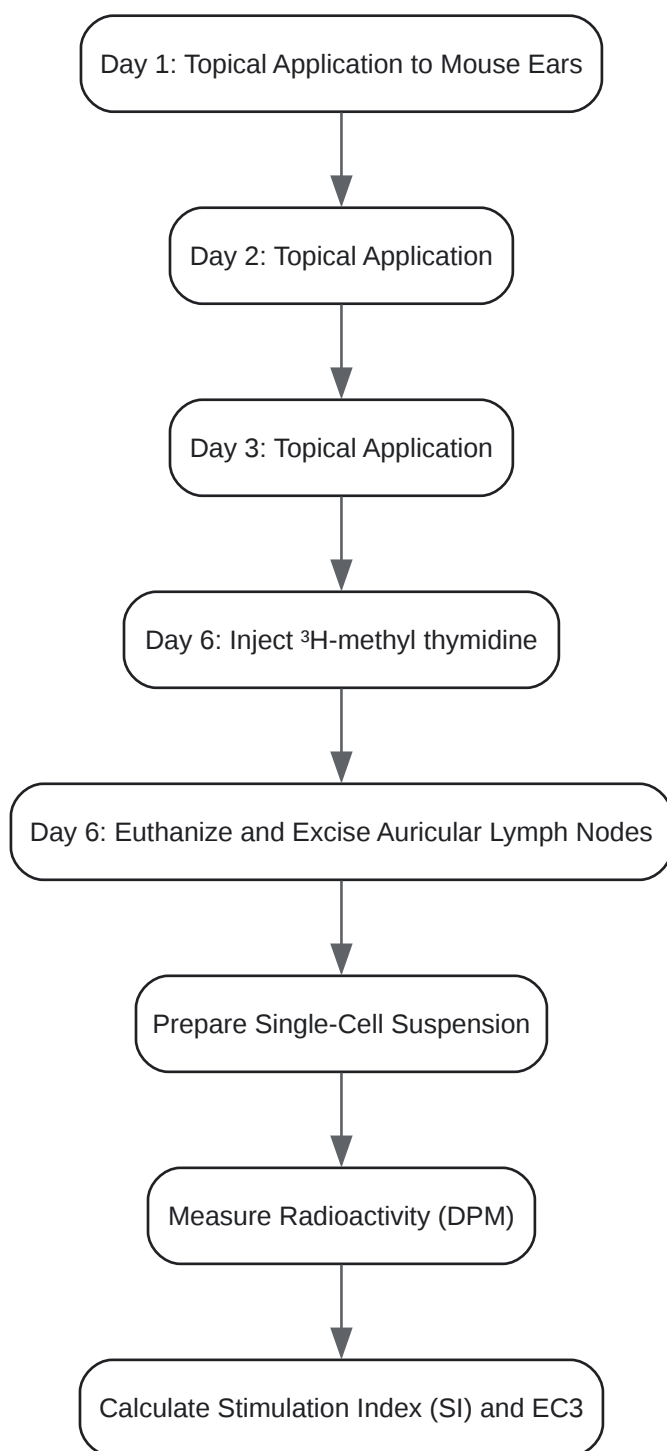 Day 1: Topical Application to Mouse Ears
Day 2: Topical Application
Day 3: Topical Application
Day 6: Inject ³H-methyl thymidine
Day 6: Euthanize and Excise Auricular Lymph Nodes
Prepare Single-Cell Suspension
Measure Radioactivity (DPM)
Calculate Stimulation Index (SI) and EC3